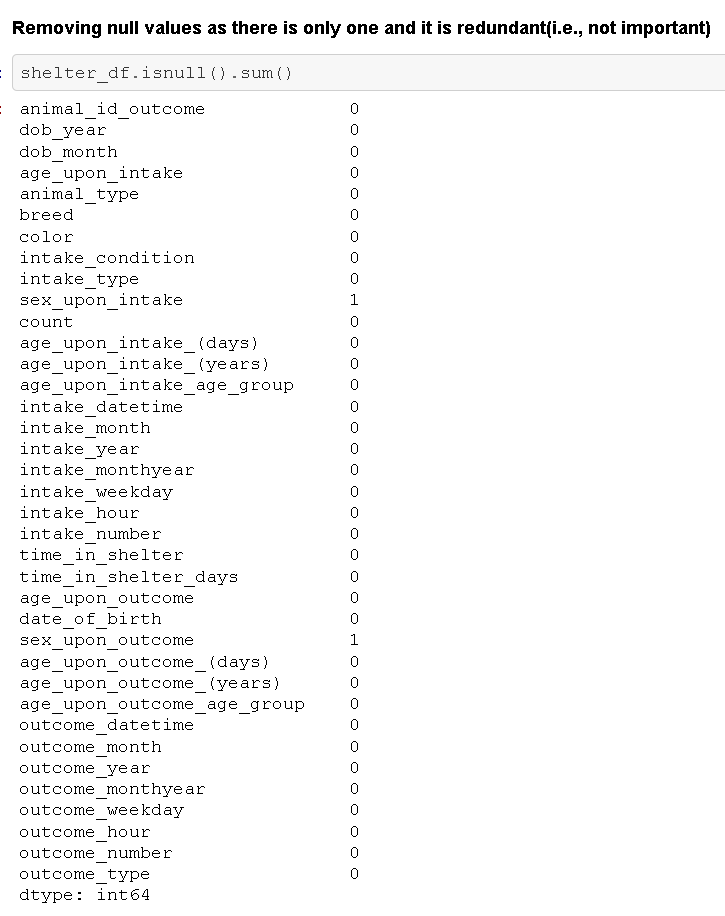 Removing null values as there is only one and it is redundant(i.e., not important)
shelter_df.isnull().sum()
animal_id_outcome 0
dob_year 0
dob_month 0
age_upon_intake 0
animal_type 0
breed 0
color 0
intake_condition 0
intake_type 0
sex_upon_intake 1
count 0
age_upon_intake_(days) 0
age_upon_intake_(years) 0
age_upon_intake_age_group 0
intake_datetime 0
intake_month 0
intake_year 0
intake_monthyear 0
intake_weekday 0
intake_hour 0
intake_number 0
time_in_shelter 0
time_in_shelter_days 0
age_upon_outcome 0
date_of_birth 0
sex_upon_outcome 1
age_upon_outcome_(days) 0
age_upon_outcome_(years) 0
age_upon_outcome_age_group 0
outcome_datetime 0
outcome_month 0
outcome_year 0
outcome_monthyear 0
outcome_weekday 0
outcome_hour 0
outcome_number 0
outcome_type 0
dtype: int64